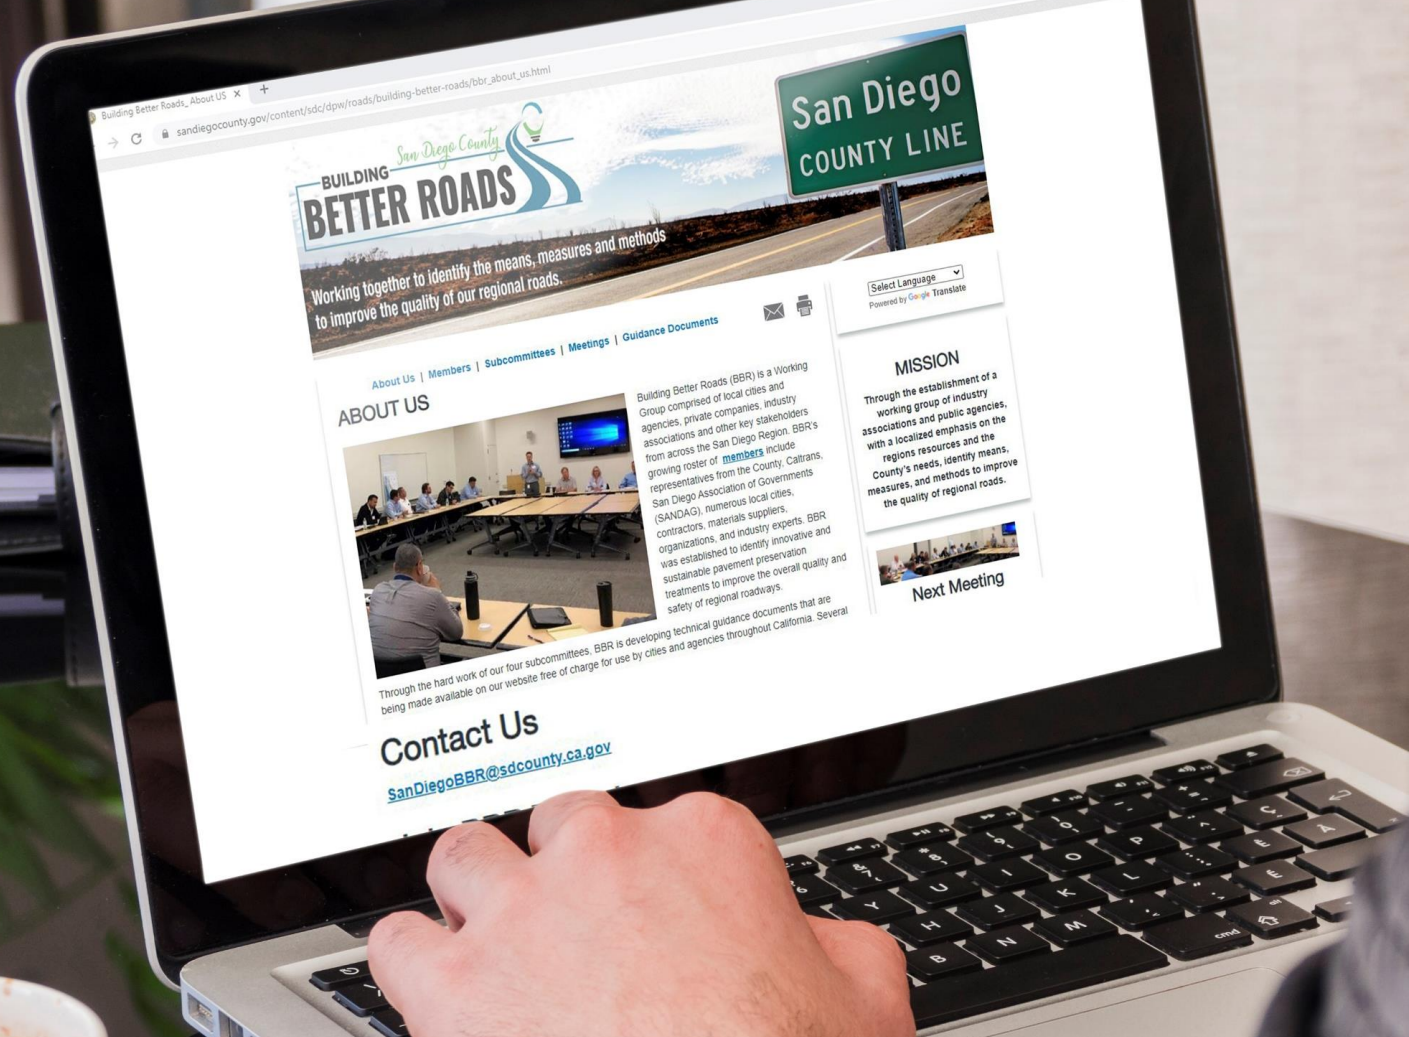 Building Better Roads_ About US × +
sandiegocounty.gov/content/sdc/dpw/roads/building-better-roads/bbr_about_us.html
San Diego County
BUILDING
BETTER ROADS
Working together to identify the means, measures and methods
to improve the quality of our regional roads.
San Diego
COUNTY LINE
Select Language
Powered by Google Translate
About Us | Members | Subcommittees | Meetings | Guidance Documents
ABOUT US
Building Better Roads (BBR) is a Working
Group comprised of local cities and
agencies, private companies, industry
associations and other key stakeholders
from across the San Diego Region. BBR's
growing roster of members include
representatives from the County, Caltrans,
San Diego Association of Governments
(SANDAG), numerous local cities,
contractors, materials suppliers,
organizations, and industry experts. BBR
was established to identify innovative and
sustainable pavement preservation
treatments to improve the overall quality and
safety of regional roadways.
Through the hard work of our four subcommittees, BBR is developing technical guidance documents that are
being made available on our website free of charge for use by cities and agencies throughout California. Several
MISSION
Through the establishment of a
working group of industry
associations and public agencies,
with a localized emphasis on the
regions resources and the
County's needs, identify means,
measures, and methods to improve
the quality of regional roads.
Next Meeting
Contact Us
SanDiegoBBR@sdcounty.ca.gov
Y U I O P
H J K L
B N M
cmd
alt